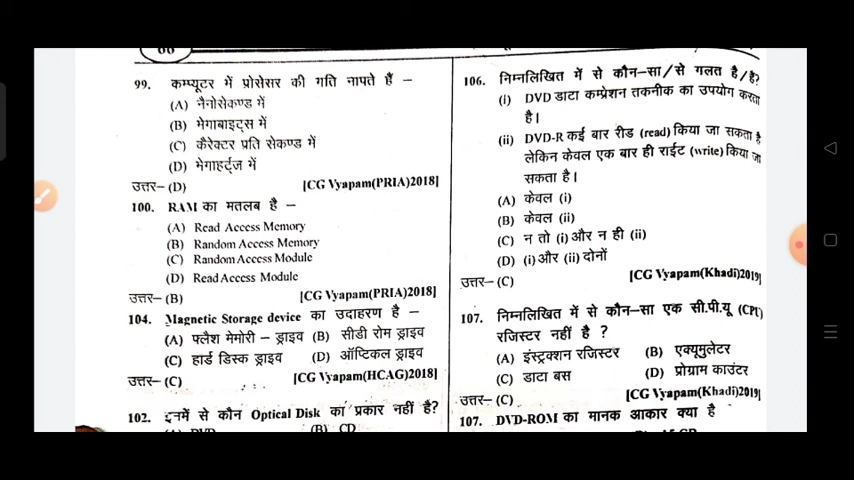 66
99. कम्प्यूटर में प्रोसेसर की गति नापते हैं –
(A) नैनोसेकण्ड में
(B) मेगाबाइट्स में
(C) कैरेक्टर प्रति सेकण्ड में
(D) मेगाहर्ट्ज में
उत्तर– (D) [CG Vyapam(PRIA)2018]
100. RAM का मतलब है –
(A) Read Access Memory
(B) Random Access Memory
(C) Random Access Module
(D) Read Access Module
उत्तर– (B) [CG Vyapam(PRIA)2018]
104. Magnetic Storage device का उदाहरण है –
(A) फ्लैश मेमोरी – ड्राइव (B) सीडी रोम ड्राइव
(C) हार्ड डिस्क ड्राइव (D) ऑप्टिकल ड्राइव
उत्तर– (C) [CG Vyapam(HCAG)2018]
102. इनमें से कौन Optical Disk का प्रकार नहीं है?
(A) DVD (B) CD
106. निम्नलिखित में से कौन–सा/से गलत है/है?
(i) DVD डाटा कम्प्रेशन तकनीक का उपयोग करता
है।
(ii) DVD-R कई बार रीड (read) किया जा सकता है
लेकिन केवल एक बार ही राईट (write) किया जा
सकता है।
(A) केवल (i)
(B) केवल (ii)
(C) न तो (i) और न ही (ii)
(D) (i) और (ii) दोनों
उत्तर– (C) [CG Vyapam(Khadi)2019]
107. निम्नलिखित में से कौन–सा एक सी.पी.यू (CPU)
रजिस्टर नहीं है ?
(A) इंस्ट्रक्शन रजिस्टर (B) एक्यूमुलेटर
(C) डाटा बस (D) प्रोग्राम काउंटर
उत्तर– (C) [CG Vyapam(Khadi)2019]
107. DVD-ROM का मानक आकार क्या है